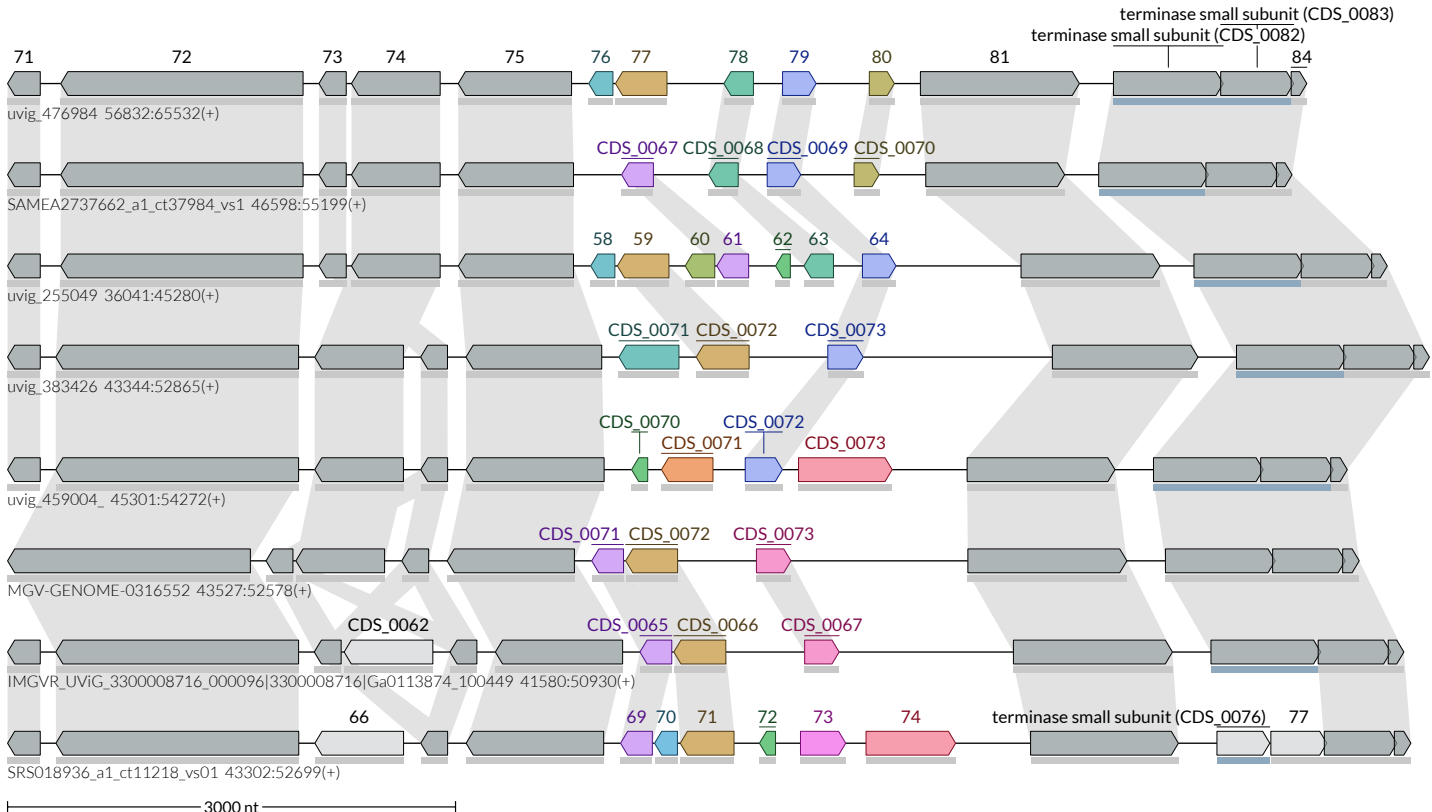 terminase small subunit (CDS_0083)
terminase small subunit (CDS_0082)
71 72 73 74 75 76 77 78 79 80 81 84
uvig_476984 56832:65532(+)
CDS_0067 CDS_0068 CDS_0069 CDS_0070
SAMEA2737662_a1_ct37984_vs1 46598:55199(+)
58 59 60 61 62 63 64
uvig_255049 36041:45280(+)
CDS_0071 CDS_0072 CDS_0073
uvig_383426 43344:52865(+)
CDS_0070 CDS_0072
CDS_0071 CDS_0073
uvig_459004_ 45301:54272(+)
CDS_0071 CDS_0072 CDS_0073
MGV-GENOME-0316552 43527:52578(+)
CDS_0062 CDS_0065 CDS_0066 CDS_0067
IMGVR_UViG_3300008716_000096|3300008716|Ga0113874_100449 41580:50930(+)
66 69 70 71 72 73 74 terminase small subunit (CDS_0076) 77
SRS018936_a1_ct11218_vs01 43302:52699(+)
3000 nt